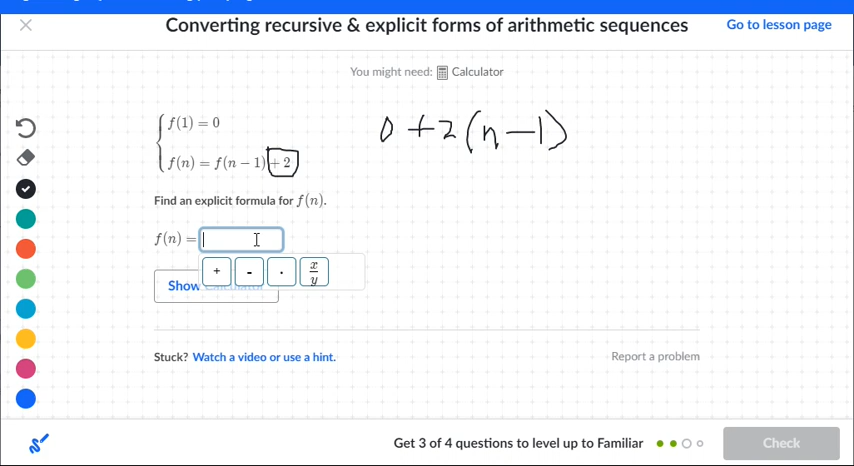 Converting recursive & explicit forms of arithmetic sequences
Go to lesson page
You might need: Calculator
f(1) = 0
f(n) = f(n − 1) + 2
0 + 2 (n − 1)
Find an explicit formula for f(n).
f(n) =
+ - · x/y
Show Calculator
Stuck? Watch a video or use a hint.
Report a problem
Get 3 of 4 questions to level up to Familiar
Check